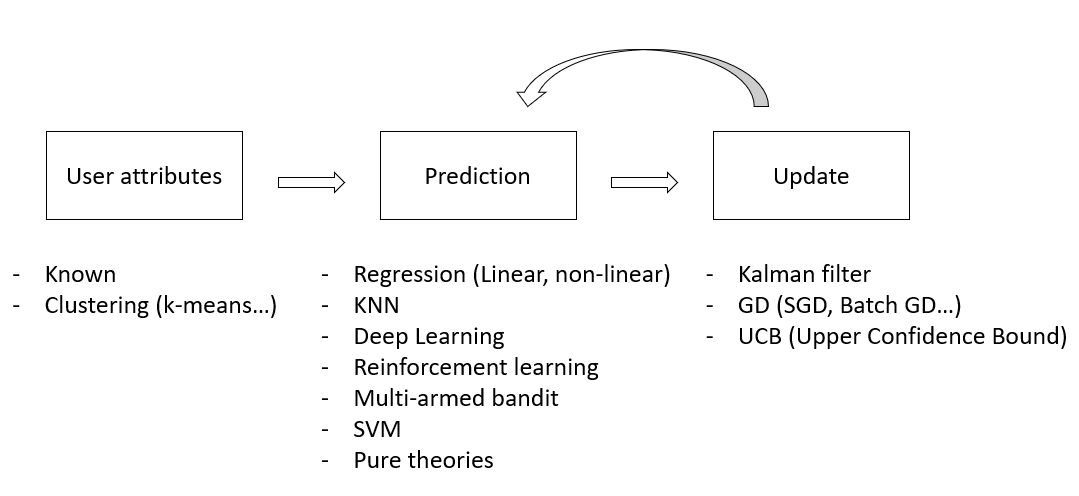 User attributes
Prediction
Update
- Known
- Clustering (k-means…)
- Regression (Linear, non-linear)
- KNN
- Deep Learning
- Reinforcement learning
- Multi-armed bandit
- SVM
- Pure theories
- Kalman filter
- GD (SGD, Batch GD…)
- UCB (Upper Confidence Bound)